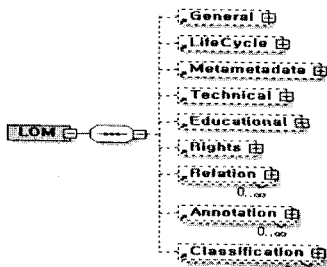 General
LifeCycle
Metametadata
Technical
Educational
LOM
Rights
Relation
0..∞
Annotation
0..∞
Classification